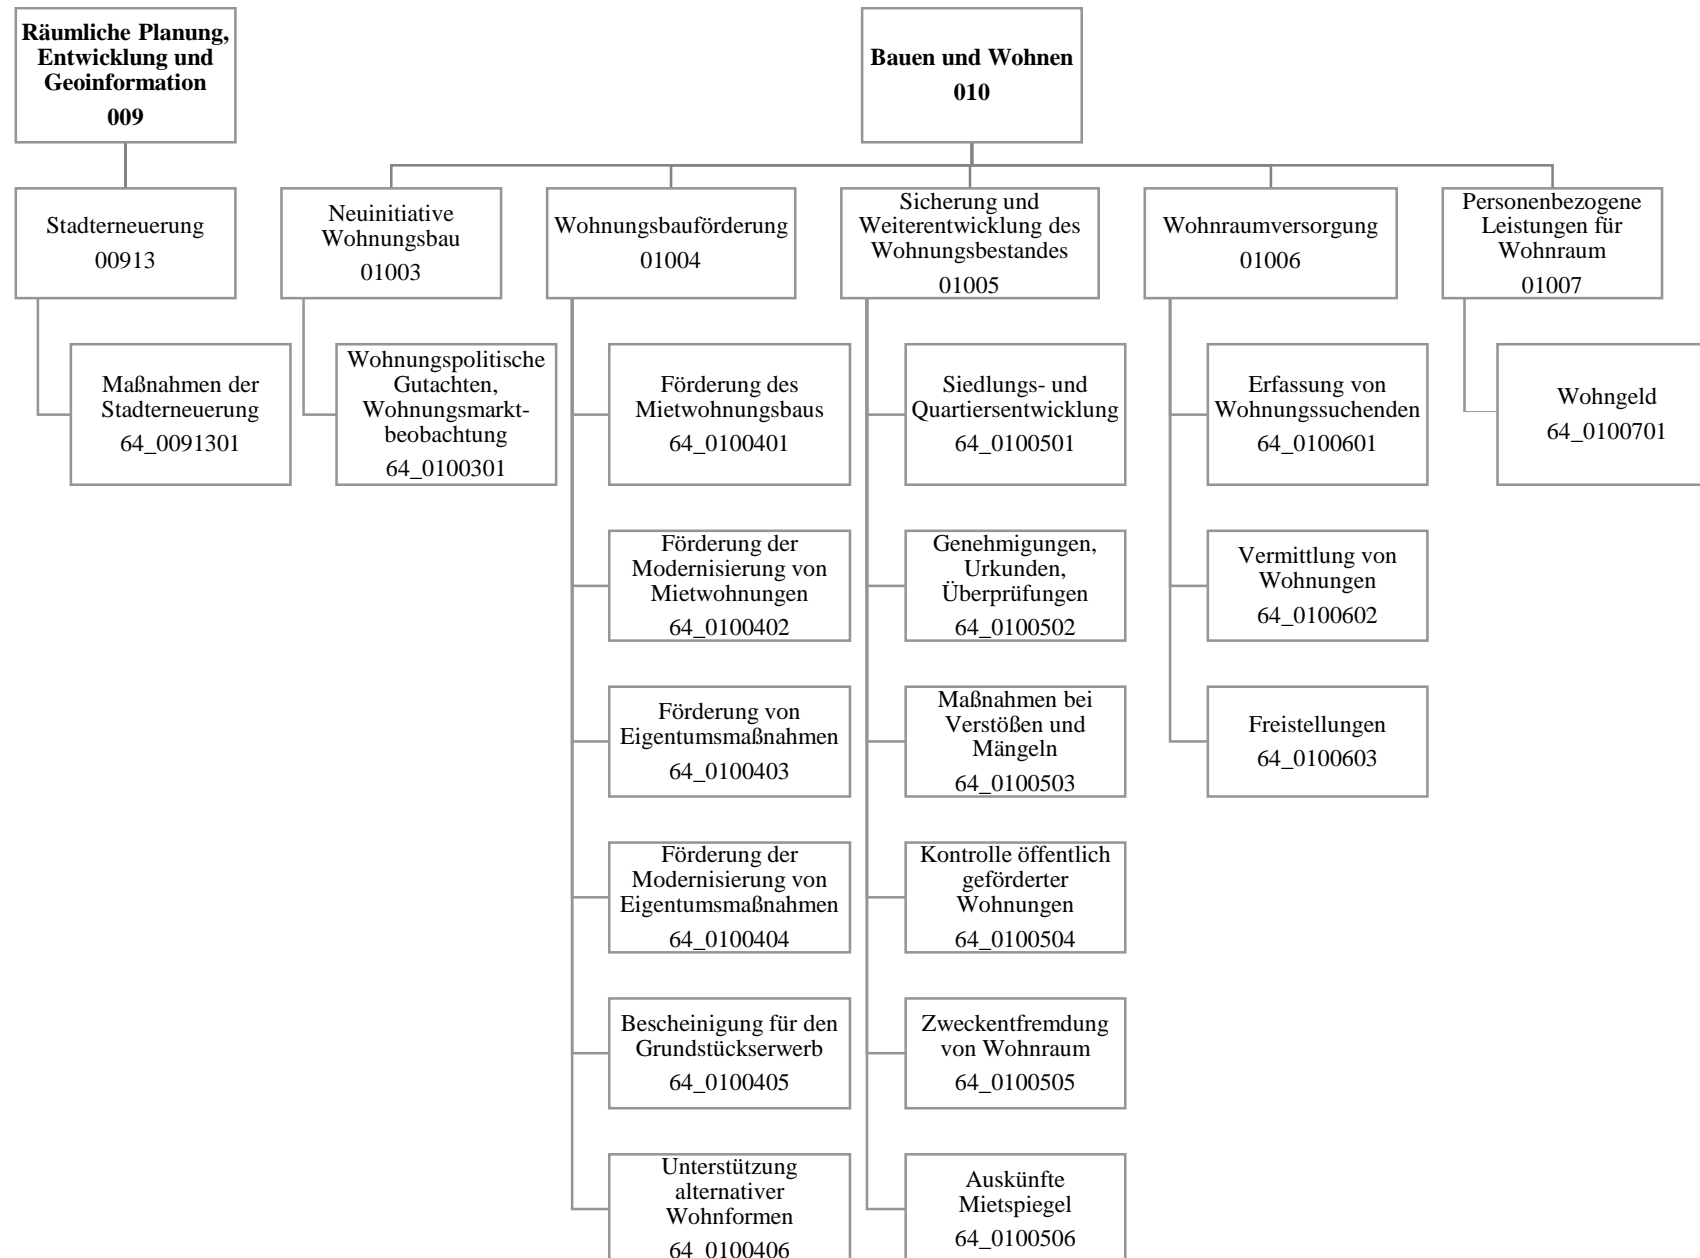 Räumliche Planung,
Entwicklung und
Geoinformation
009
Bauen und Wohnen
010
Stadterneuerung
00913
Neuinitiative
Wohnungsbau
01003
Wohnungsbauförderung
01004
Sicherung und
Weiterentwicklung des
Wohnungsbestandes
01005
Wohnraumversorgung
01006
Personenbezogene
Leistungen für
Wohnraum
01007
Maßnahmen der
Stadterneuerung
64_0091301
Wohnungspolitische
Gutachten,
Wohnungsmarkt-
beobachtung
64_0100301
Förderung des
Mietwohnungsbaus
64_0100401
Siedlungs- und
Quartiersentwicklung
64_0100501
Erfassung von
Wohnungssuchenden
64_0100601
Wohngeld
64_0100701
Förderung der
Modernisierung von
Mietwohnungen
64_0100402
Genehmigungen,
Urkunden,
Überprüfungen
64_0100502
Vermittlung von
Wohnungen
64_0100602
Förderung von
Eigentumsmaßnahmen
64_0100403
Maßnahmen bei
Verstößen und
Mängeln
64_0100503
Freistellungen
64_0100603
Förderung der
Modernisierung von
Eigentumsmaßnahmen
64_0100404
Kontrolle öffentlich
geförderter
Wohnungen
64_0100504
Bescheinigung für den
Grundstückserwerb
64_0100405
Zweckentfremdung
von Wohnraum
64_0100505
Unterstützung
alternativer
Wohnformen
64_0100406
Auskünfte
Mietspiegel
64_0100506